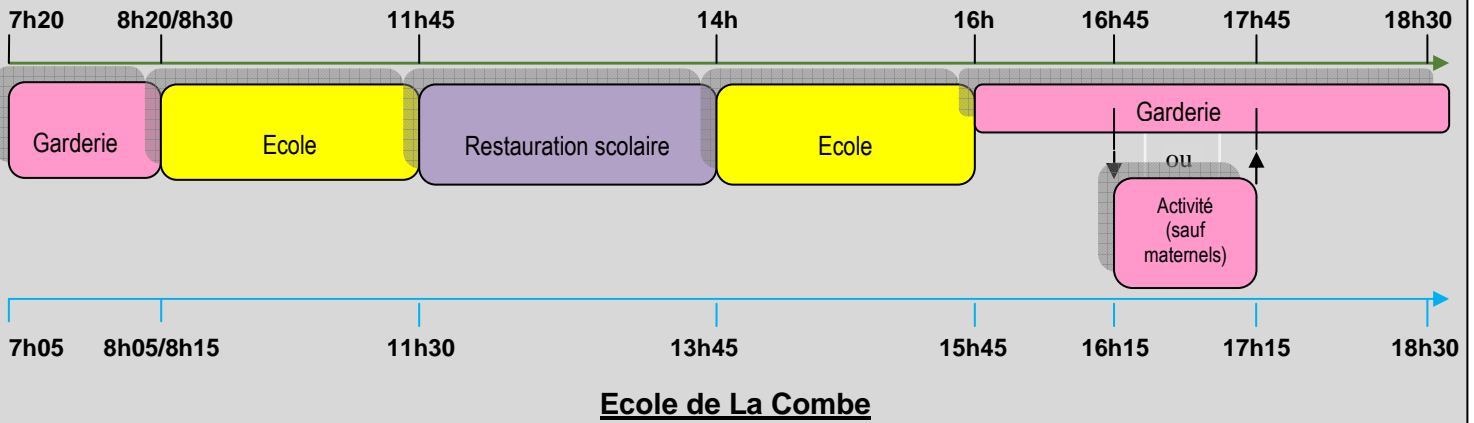 7h20 8h20/8h30 11h45 14h 16h 16h45 17h45 18h30
Garderie Ecole Restauration scolaire Ecole Garderie
ou
Activité
(sauf
maternels)
7h05 8h05/8h15 11h30 13h45 15h45 16h15 17h15 18h30
Ecole de La Combe